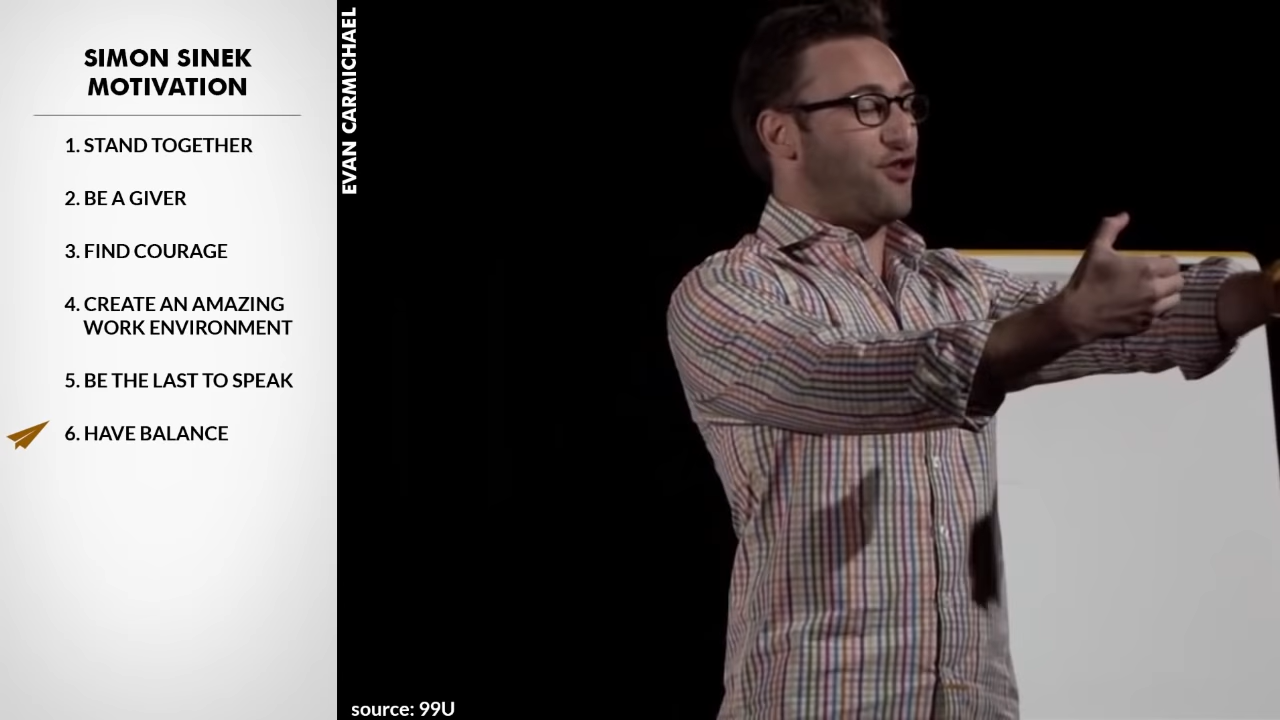 SIMON SINEK
MOTIVATION
1. STAND TOGETHER
2. BE A GIVER
3. FIND COURAGE
4. CREATE AN AMAZING
WORK ENVIRONMENT
5. BE THE LAST TO SPEAK
6. HAVE BALANCE
EVAN CARMICHAEL
source: 99U